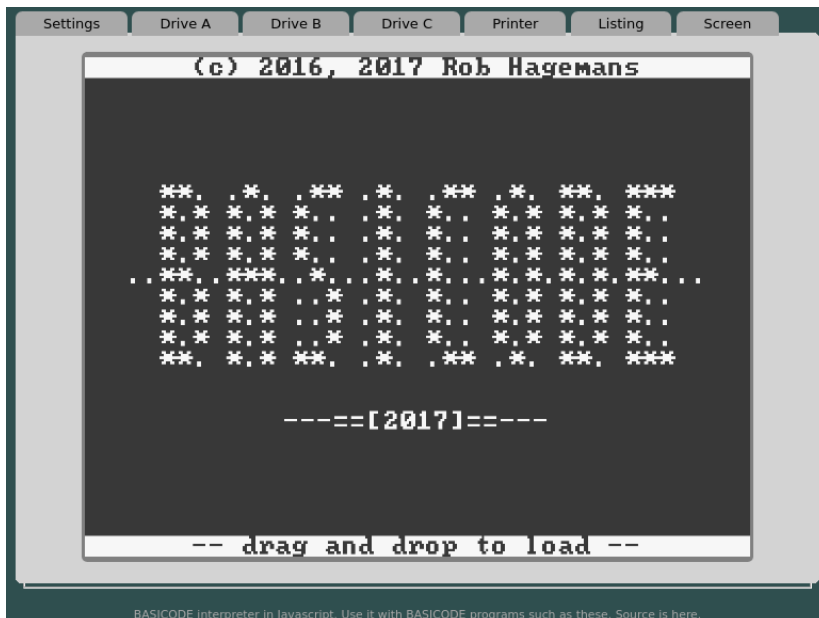 Settings Drive A Drive B Drive C Printer Listing Screen
(c) 2016, 2017 Rob Hagemans
BASICODE
---==[2017]==---
-- drag and drop to load --
BASICODE interpreter in Javascript. Use it with BASICODE programs such as these. Source is here.